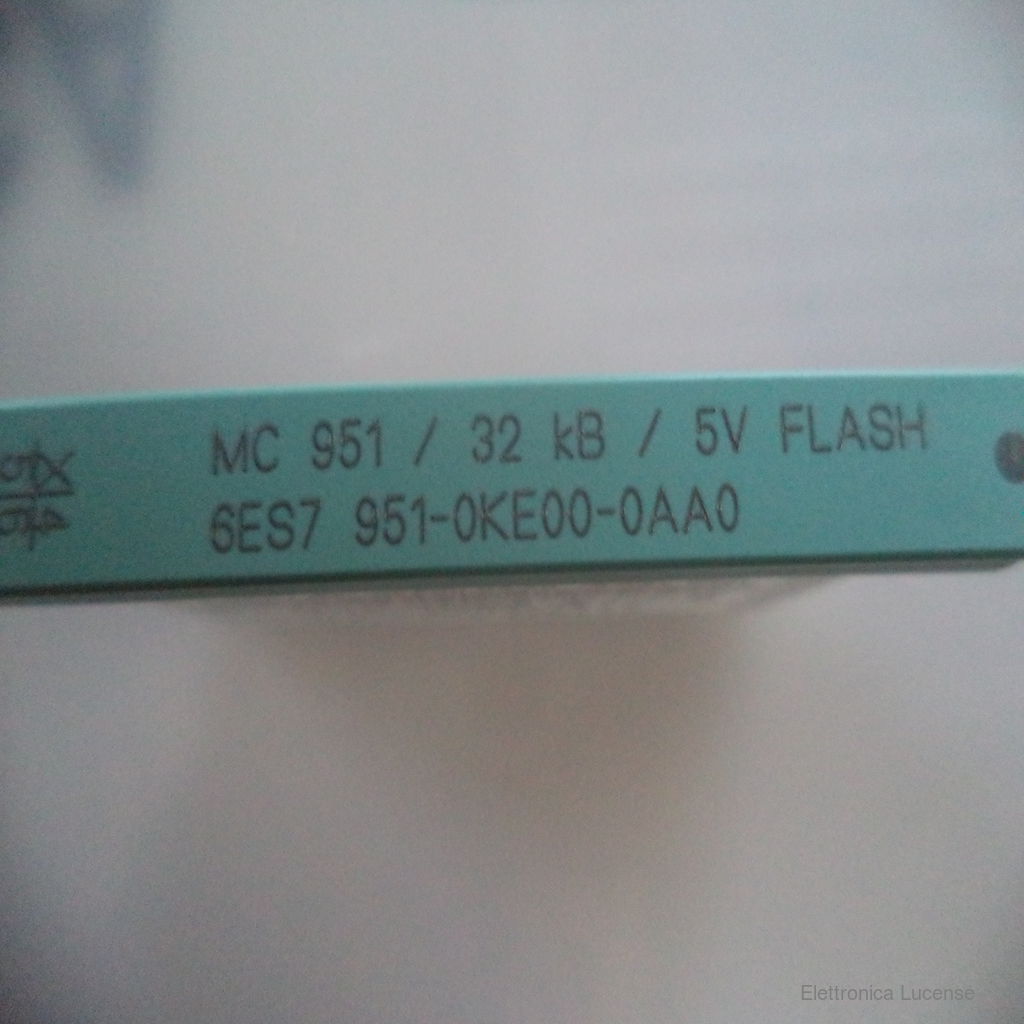 MC 951 / 32 kB / 5V FLASH
6ES7 951-0KE00-0AA0
Elettronica Lucense